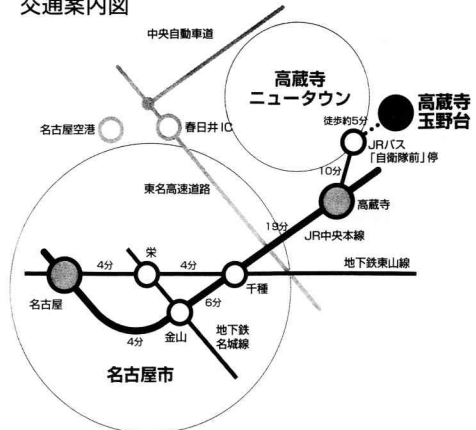 交通案内図
中央自動車道
高蔵寺
ニュータウン
高蔵寺
玉野台
徒歩約5分
名古屋空港
春日井IC
JRバス
「自衛隊前」停
10分
東名高速道路
高蔵寺
19分
JR中央本線
栄
4分
4分
地下鉄東山線
名古屋
千種
6分
金山
地下鉄
名城線
4分
名古屋市